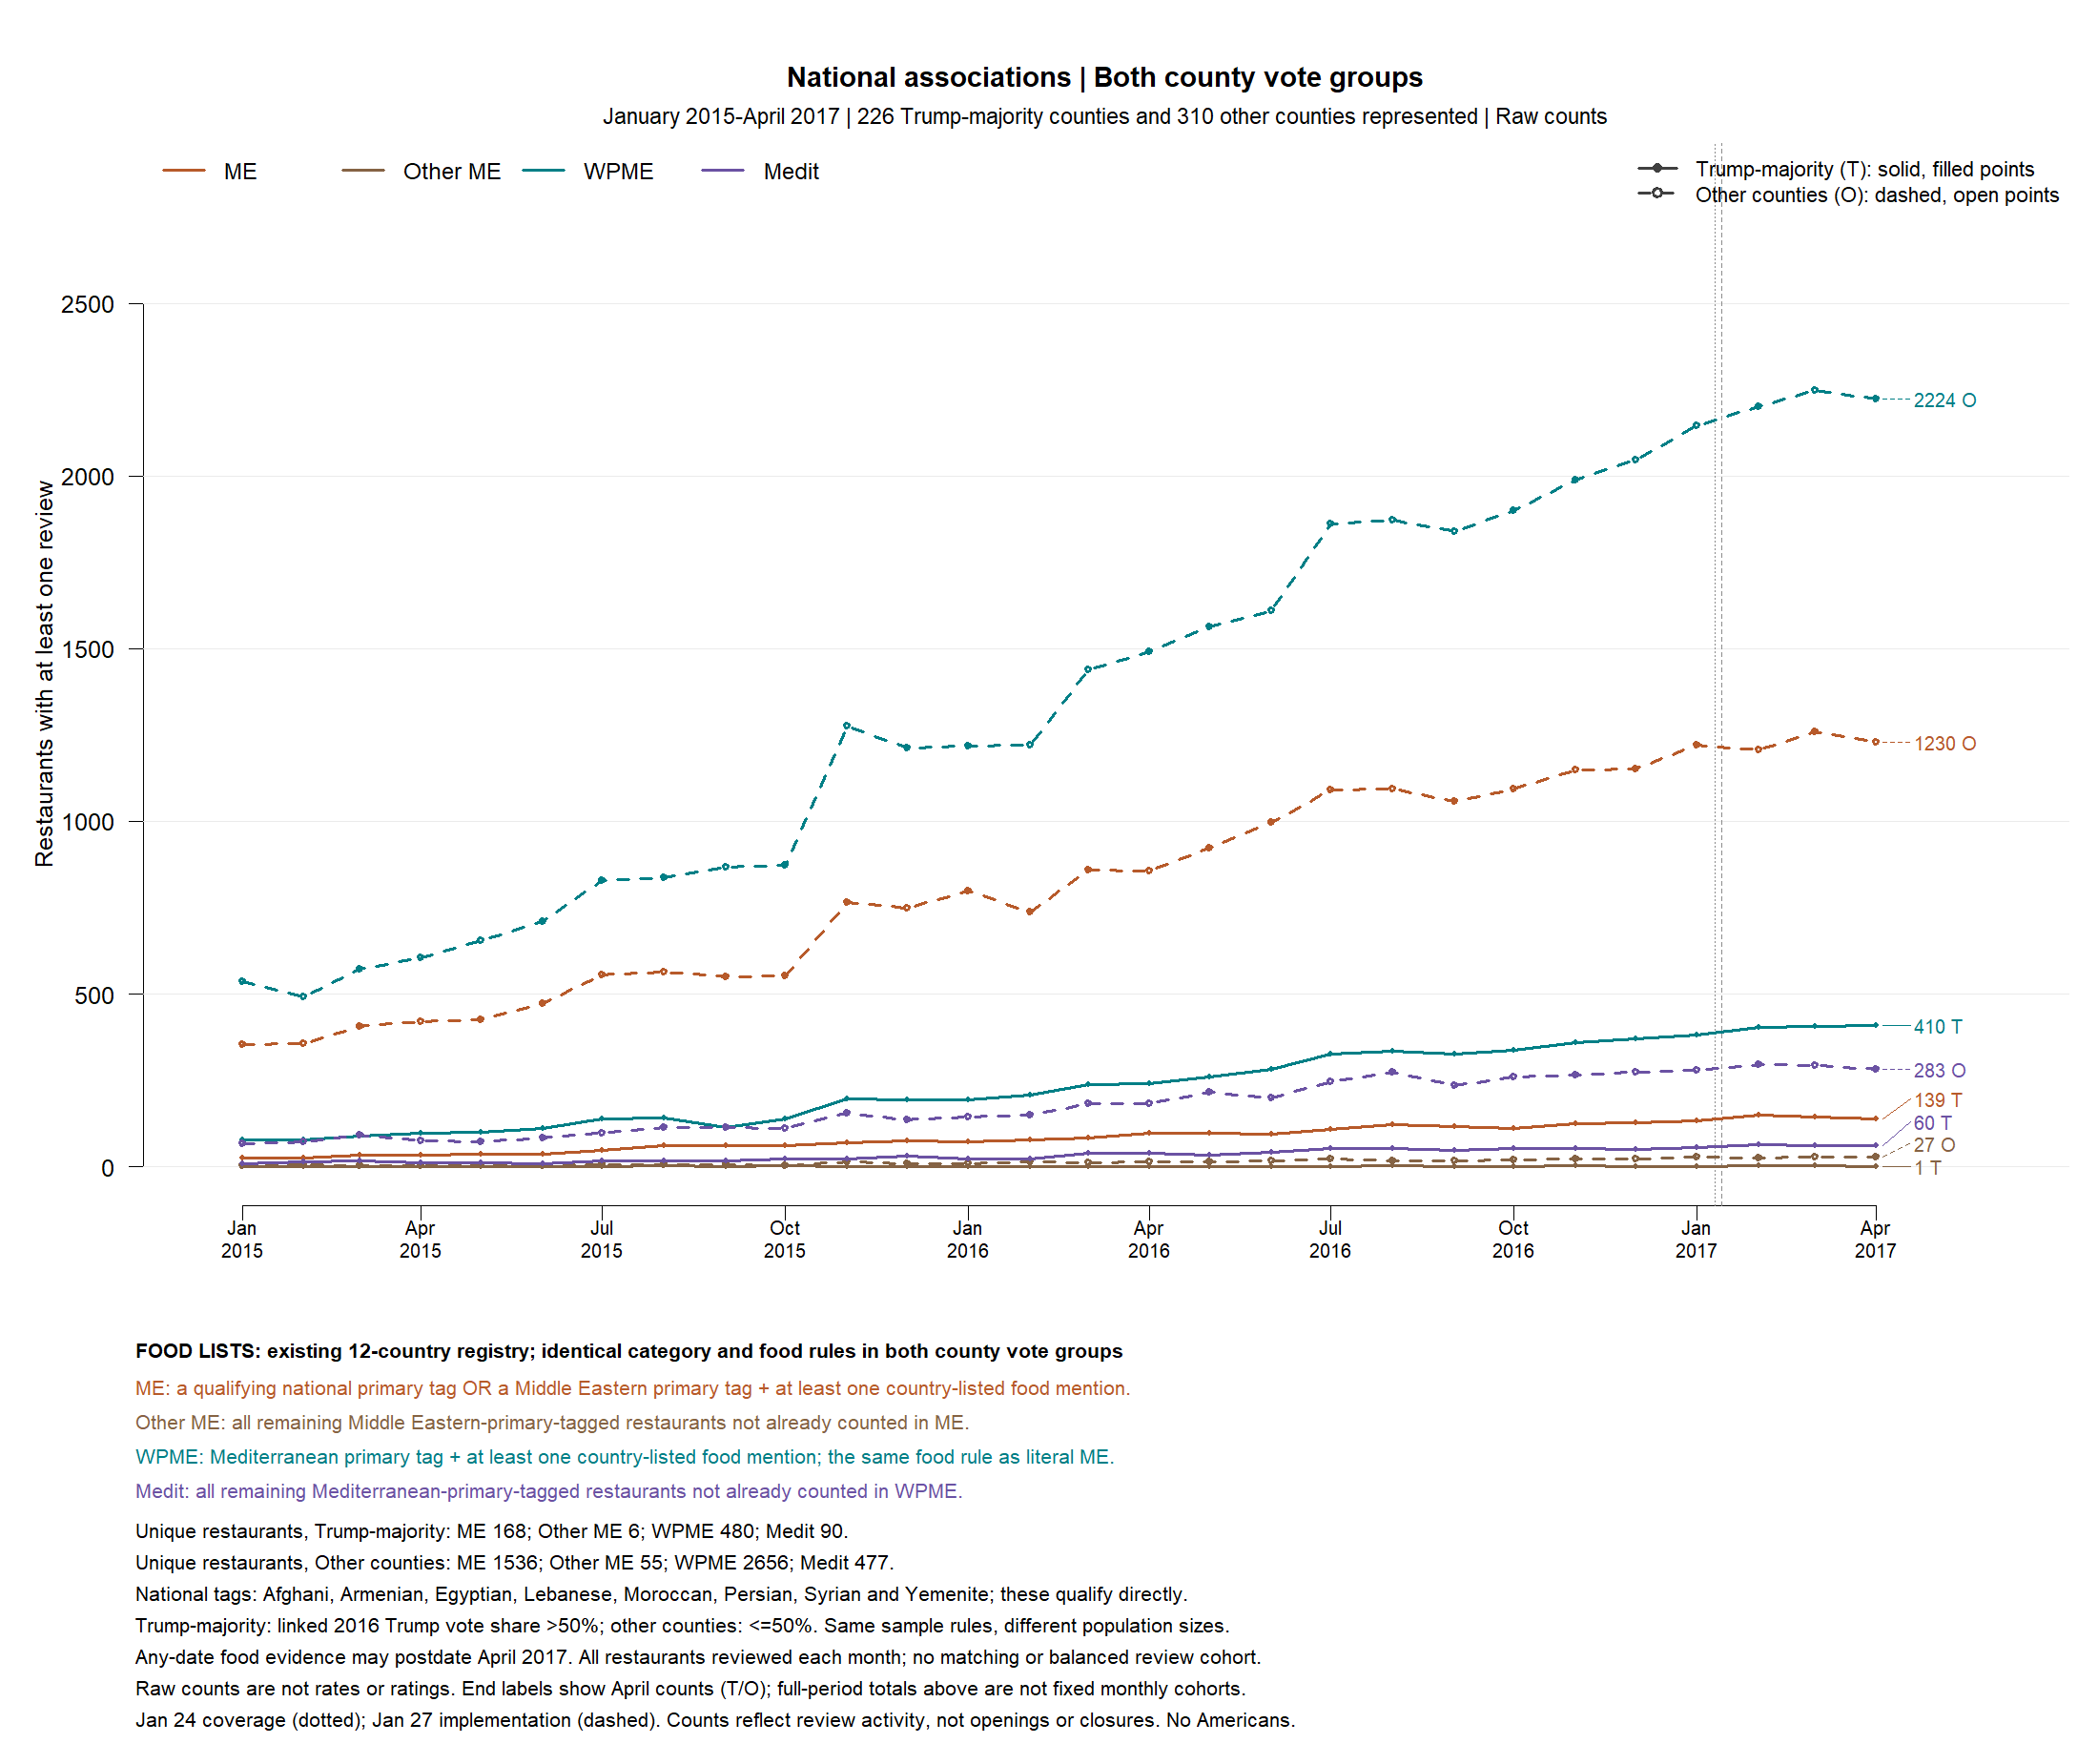 National associations | Both county vote groups
January 2015-April 2017 | 226 Trump-majority counties and 310 other counties represented | Raw counts
ME
Other ME
WPME
Medit
Trump-majority (T): solid, filled points
Other counties (O): dashed, open points
Restaurants with at least one review
2500
2000
1500
1000
500
0
2224 O
1230 O
410 T
283 O
139 T
60 T
27 O
1 T
Jan
2015
Apr
2015
Jul
2015
Oct
2015
Jan
2016
Apr
2016
Jul
2016
Oct
2016
Jan
2017
Apr
2017
FOOD LISTS: existing 12-country registry; identical category and food rules in both county vote groups
ME: a qualifying national primary tag OR a Middle Eastern primary tag + at least one country-listed food mention.
Other ME: all remaining Middle Eastern-primary-tagged restaurants not already counted in ME.
WPME: Mediterranean primary tag + at least one country-listed food mention; the same food rule as literal ME.
Medit: all remaining Mediterranean-primary-tagged restaurants not already counted in WPME.
Unique restaurants, Trump-majority: ME 168; Other ME 6; WPME 480; Medit 90.
Unique restaurants, Other counties: ME 1536; Other ME 55; WPME 2656; Medit 477.
National tags: Afghani, Armenian, Egyptian, Lebanese, Moroccan, Persian, Syrian and Yemenite; these qualify directly.
Trump-majority: linked 2016 Trump vote share >50%; other counties: <=50%. Same sample rules, different population sizes.
Any-date food evidence may postdate April 2017. All restaurants reviewed each month; no matching or balanced review cohort.
Raw counts are not rates or ratings. End labels show April counts (T/O); full-period totals above are not fixed monthly cohorts.
Jan 24 coverage (dotted); Jan 27 implementation (dashed). Counts reflect review activity, not openings or closures. No Americans.